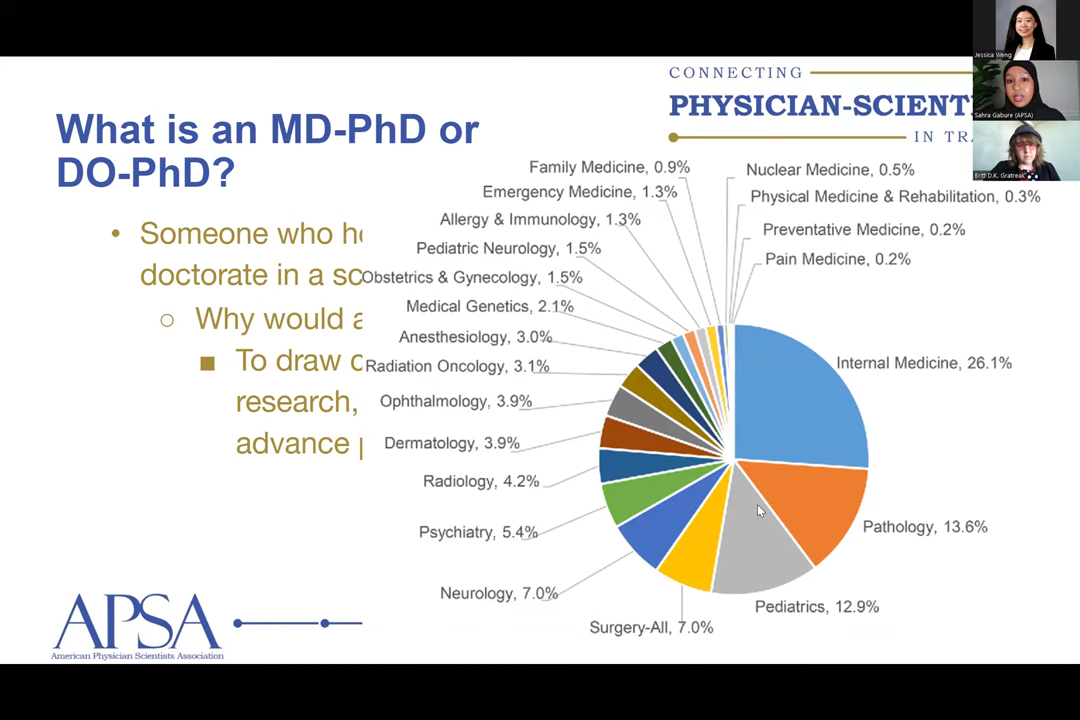 CONNECTING
PHYSICIAN-SCIENT
IN TRA
Jessica Weng
Sahra Gabure (APSA)
Britt D.K. Gratreak
What is an MD-PhD or
DO-PhD?
• Someone who ho
doctorate in a sc
○ Why would a
■ To draw c
research,
advance p
Family Medicine, 0.9%
Emergency Medicine, 1.3%
Allergy & Immunology, 1.3%
Pediatric Neurology, 1.5%
Obstetrics & Gynecology, 1.5%
Medical Genetics, 2.1%
Anesthesiology, 3.0%
Radiation Oncology, 3.1%
Ophthalmology, 3.9%
Dermatology, 3.9%
Radiology, 4.2%
Psychiatry, 5.4%
Neurology, 7.0%
Surgery-All, 7.0%
Nuclear Medicine, 0.5%
Physical Medicine & Rehabilitation, 0.3%
Preventative Medicine, 0.2%
Pain Medicine, 0.2%
Internal Medicine, 26.1%
Pathology, 13.6%
Pediatrics, 12.9%
APSA
American Physician Scientists Association